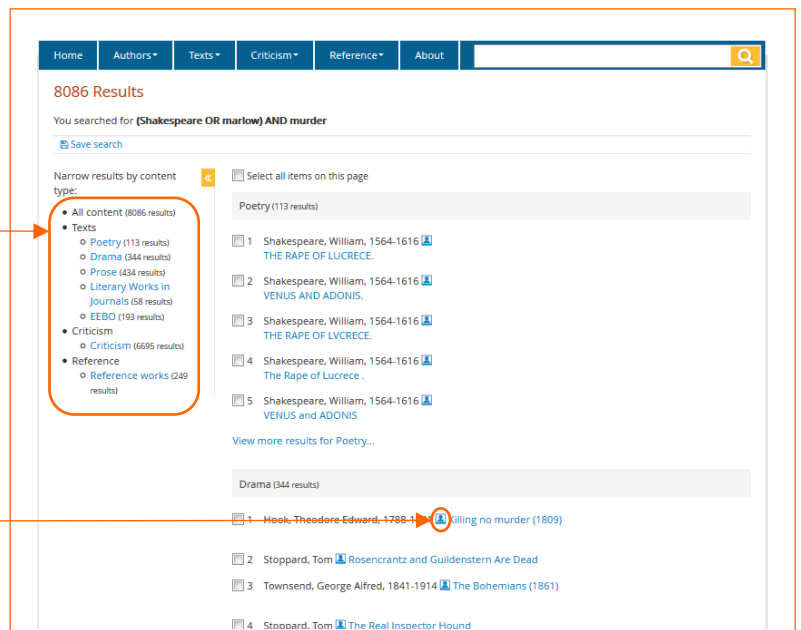 Home Authors Texts Criticism Reference About
8086 Results
You searched for (Shakespeare OR marlow) AND murder
Save search
Narrow results by content
type:
All content (8086 results)
Texts
Poetry (113 results)
Drama (344 results)
Prose (434 results)
Literary Works in
Journals (58 results)
EEBO (193 results)
Criticism
Criticism (6695 results)
Reference
Reference works (249
results)
Select all items on this page
Poetry (113 results)
1 Shakespeare, William, 1564-1616
THE RAPE OF LUCRECE.
2 Shakespeare, William, 1564-1616
VENUS AND ADONIS.
3 Shakespeare, William, 1564-1616
THE RAPE OF LVCRECE.
4 Shakespeare, William, 1564-1616
The Rape of Lucrece .
5 Shakespeare, William, 1564-1616
VENUS and ADONIS
View more results for Poetry...
Drama (344 results)
1 Hook, Theodore Edward, Killing no murder (1809)
2 Stoppard, Tom Rosencrantz and Guildenstern Are Dead
3 Townsend, George Alfred, 1841-1914 The Bohemians (1861)
4 Stoppard, Tom The Real Inspector Hound